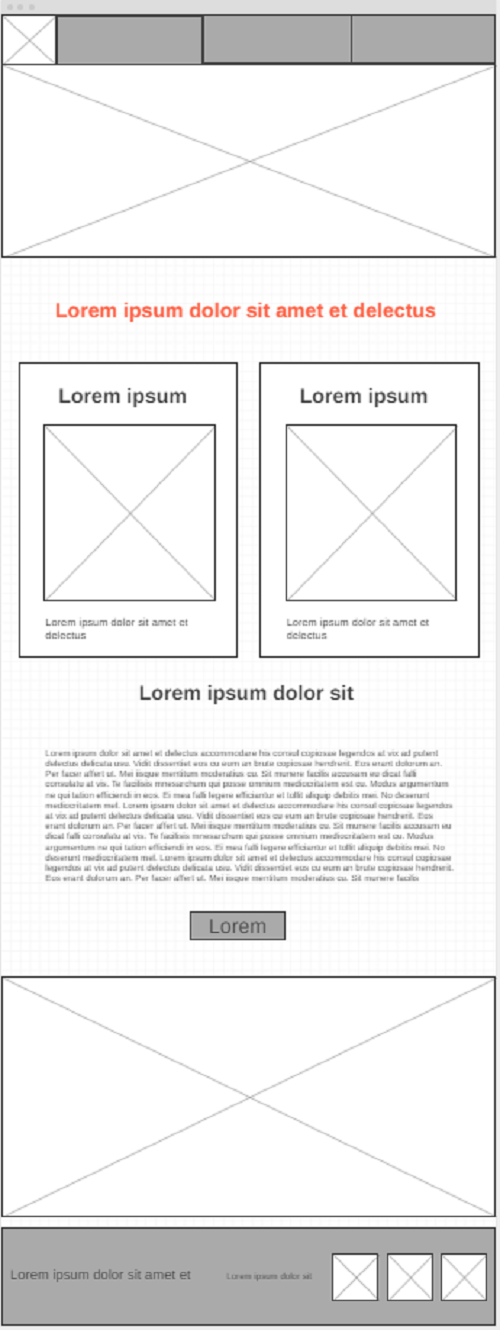 Lorem ipsum dolor sit amet et delectus
Lorem ipsum
Lorem ipsum dolor sit amet et
delectus
Lorem ipsum
Lorem ipsum dolor sit amet et
delectus
Lorem ipsum dolor sit
Lorem ipsum dolor sit amet et delectus accommodare his consul copiosae legendos at vix ad putent
delectus delicata usu. Vidit dissentiet eos cu eum an brute copiosae hendrerit. Eos erant dolorum an.
Per facer affert ut. Mei iisque mentitum moderatius cu. Sit munere facilis accusam eu dicat falli
consulatu at vis. Te facilisis mnesarchum qui posse omnium mediocritatem est cu. Modus argumentum
ne qui tation efficiendi in eos. Ei mea falli legere efficiantur et tollit aliquip debitis mei. No deserunt
mediocritatem mel. Lorem ipsum dolor sit amet et delectus accommodare his consul copiosae legendos
at vix ad putent delectus delicata usu. Vidit dissentiet eos cu eum an brute copiosae hendrerit. Eos
erant dolorum an. Per facer affert ut. Mei iisque mentitum moderatius cu. Sit munere facilis accusam eu
dicat falli consulatu at vis. Te facilisis mnesarchum qui posse omnium mediocritatem est cu. Modus
argumentum ne qui tation efficiendi in eos. Ei mea falli legere efficiantur et tollit aliquip debitis mei. No
deserunt mediocritatem mel. Lorem ipsum dolor sit amet et delectus accommodare his consul copiosae
legendos at vix ad putent delectus delicata usu. Vidit dissentiet eos cu eum an brute copiosae hendrerit.
Eos erant dolorum an. Per facer affert ut. Mei iisque mentitum moderatius cu. Sit munere facilis
Lorem
Lorem ipsum dolor sit amet et
Lorem ipsum dolor sit